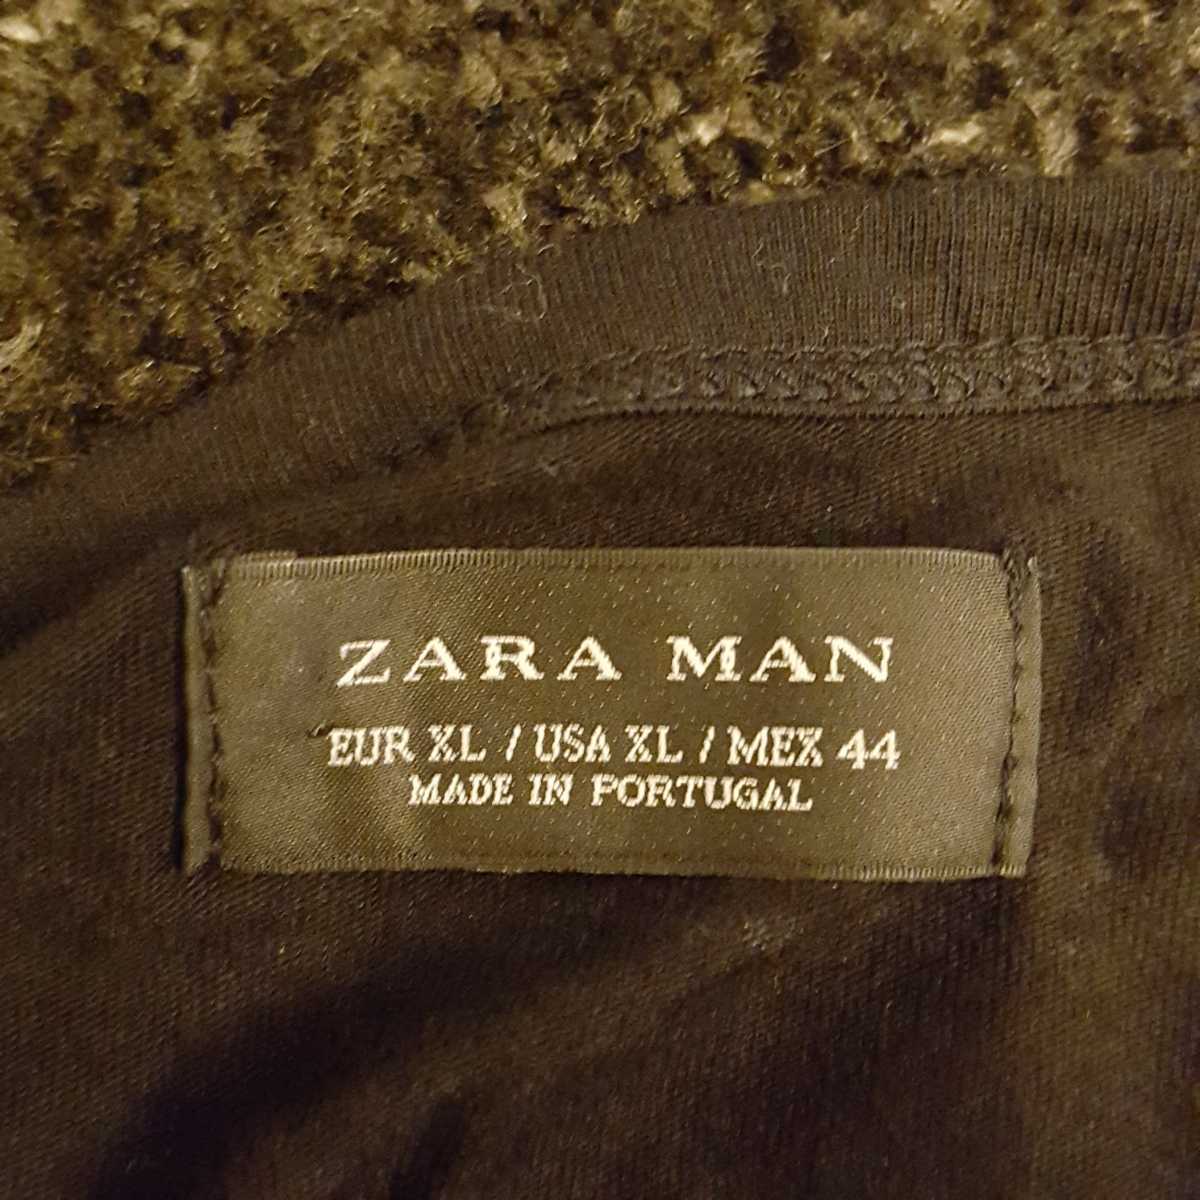 ZARA MAN
EUR XL / USA XL / MEX 44
MADE IN PORTUGAL